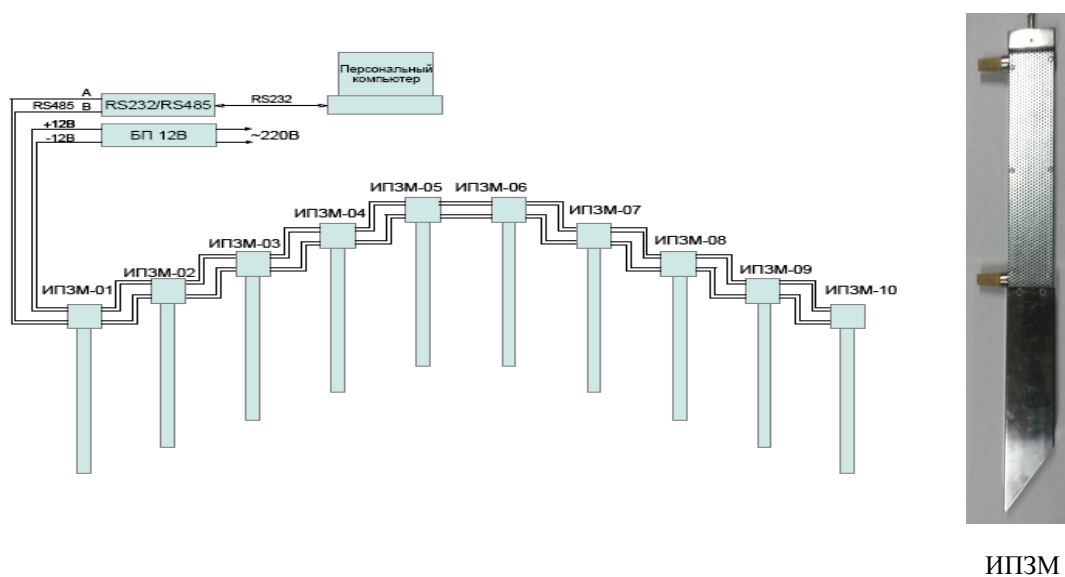 Персональный
компьютер
A
RS485 B
RS232/RS485
RS232
+12В
-12В
БП 12В
~220В
ИПЗМ-05
ИПЗМ-06
ИПЗМ-04
ИПЗМ-07
ИПЗМ-03
ИПЗМ-08
ИПЗМ-02
ИПЗМ-09
ИПЗМ-01
ИПЗМ-10
ИПЗМ